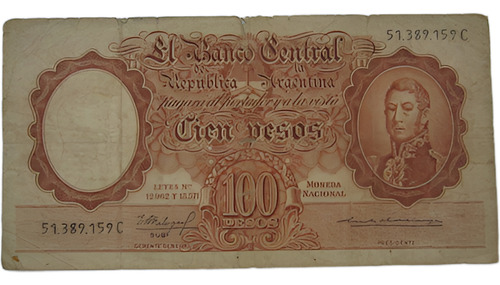 51.389.159 C
El Banco Central
de la
República Argentina
Pagará al portador y a la vista
Cien pesos
LEYES Nº
12.962 Y 13.571
100
PESOS
MONEDA
NACIONAL
51.389.159 C
SUB
GERENTE GENERAL
PRESIDENTE